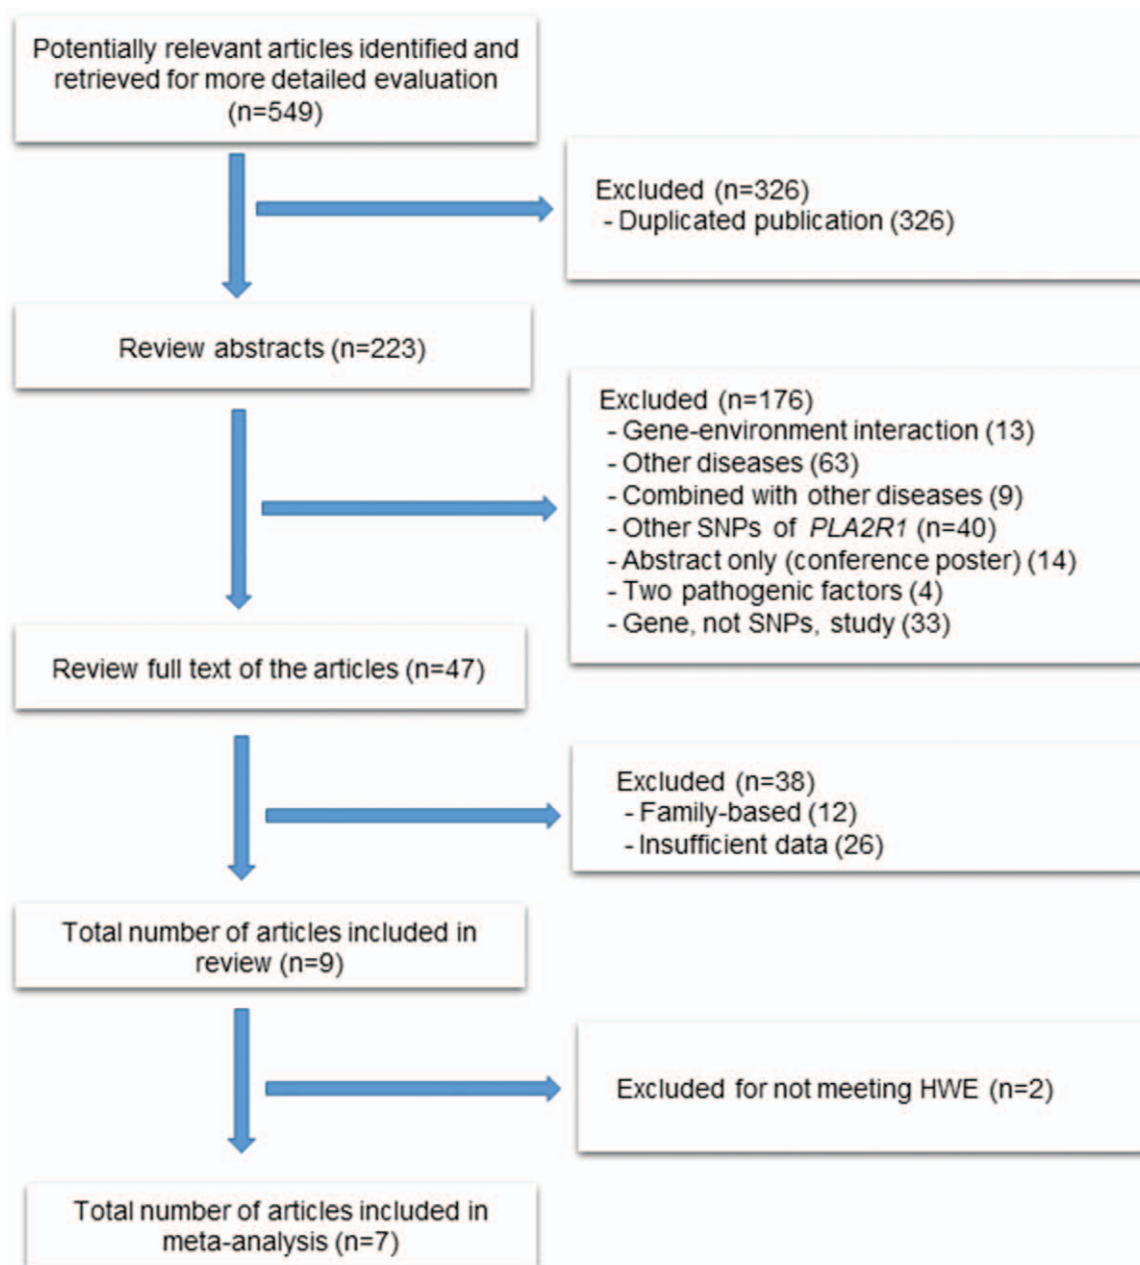 Potentially relevant articles identified and
retrieved for more detailed evaluation
(n=549)
Excluded (n=326)
- Duplicated publication (326)
Review abstracts (n=223)
Excluded (n=176)
- Gene-environment interaction (13)
- Other diseases (63)
- Combined with other diseases (9)
- Other SNPs of PLA2R1 (n=40)
- Abstract only (conference poster) (14)
- Two pathogenic factors (4)
- Gene, not SNPs, study (33)
Review full text of the articles (n=47)
Excluded (n=38)
- Family-based (12)
- Insufficient data (26)
Total number of articles included in
review (n=9)
Excluded for not meeting HWE (n=2)
Total number of articles included in
meta-analysis (n=7)